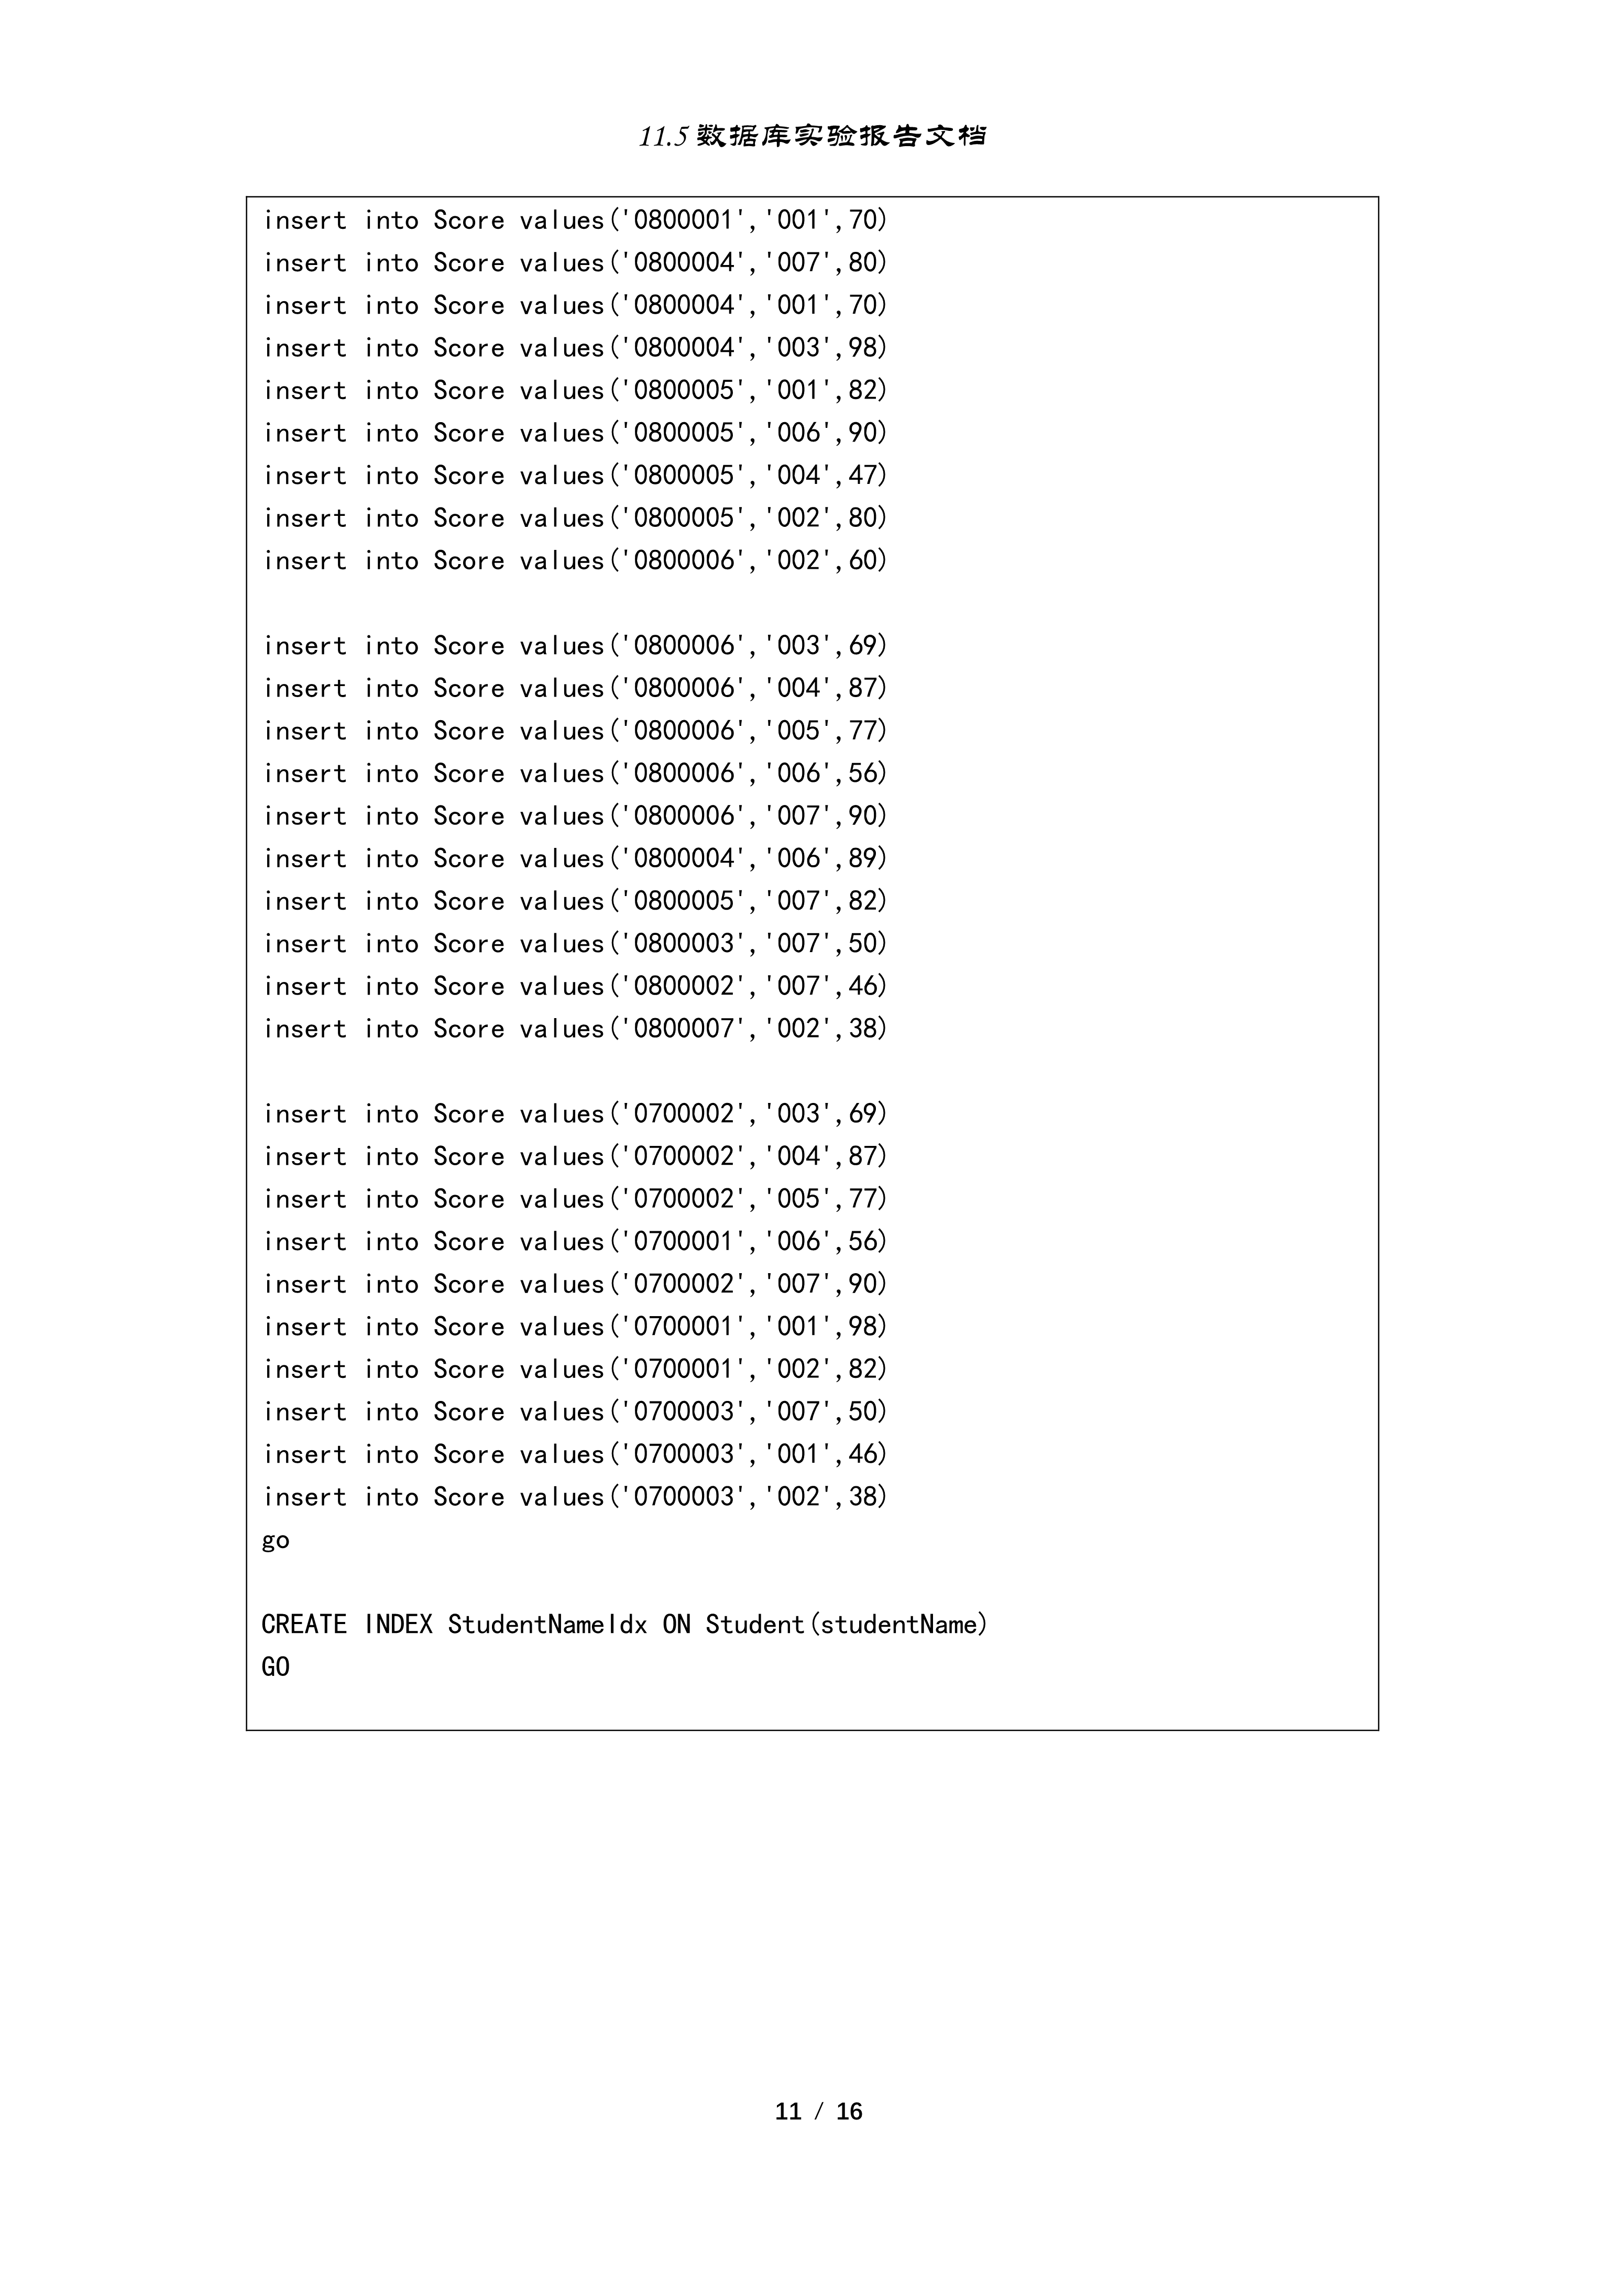 11.5 数据库实验报告文档
insert into Score values('0800001','001',70)
insert into Score values('0800004','007',80)
insert into Score values('0800004','001',70)
insert into Score values('0800004','003',98)
insert into Score values('0800005','001',82)
insert into Score values('0800005','006',90)
insert into Score values('0800005','004',47)
insert into Score values('0800005','002',80)
insert into Score values('0800006','002',60)
insert into Score values('0800006','003',69)
insert into Score values('0800006','004',87)
insert into Score values('0800006','005',77)
insert into Score values('0800006','006',56)
insert into Score values('0800006','007',90)
insert into Score values('0800004','006',89)
insert into Score values('0800005','007',82)
insert into Score values('0800003','007',50)
insert into Score values('0800002','007',46)
insert into Score values('0800007','002',38)
insert into Score values('0700002','003',69)
insert into Score values('0700002','004',87)
insert into Score values('0700002','005',77)
insert into Score values('0700001','006',56)
insert into Score values('0700002','007',90)
insert into Score values('0700001','001',98)
insert into Score values('0700001','002',82)
insert into Score values('0700003','007',50)
insert into Score values('0700003','001',46)
insert into Score values('0700003','002',38)
go
CREATE INDEX StudentNameIdx ON Student(studentName)
GO
11 / 16